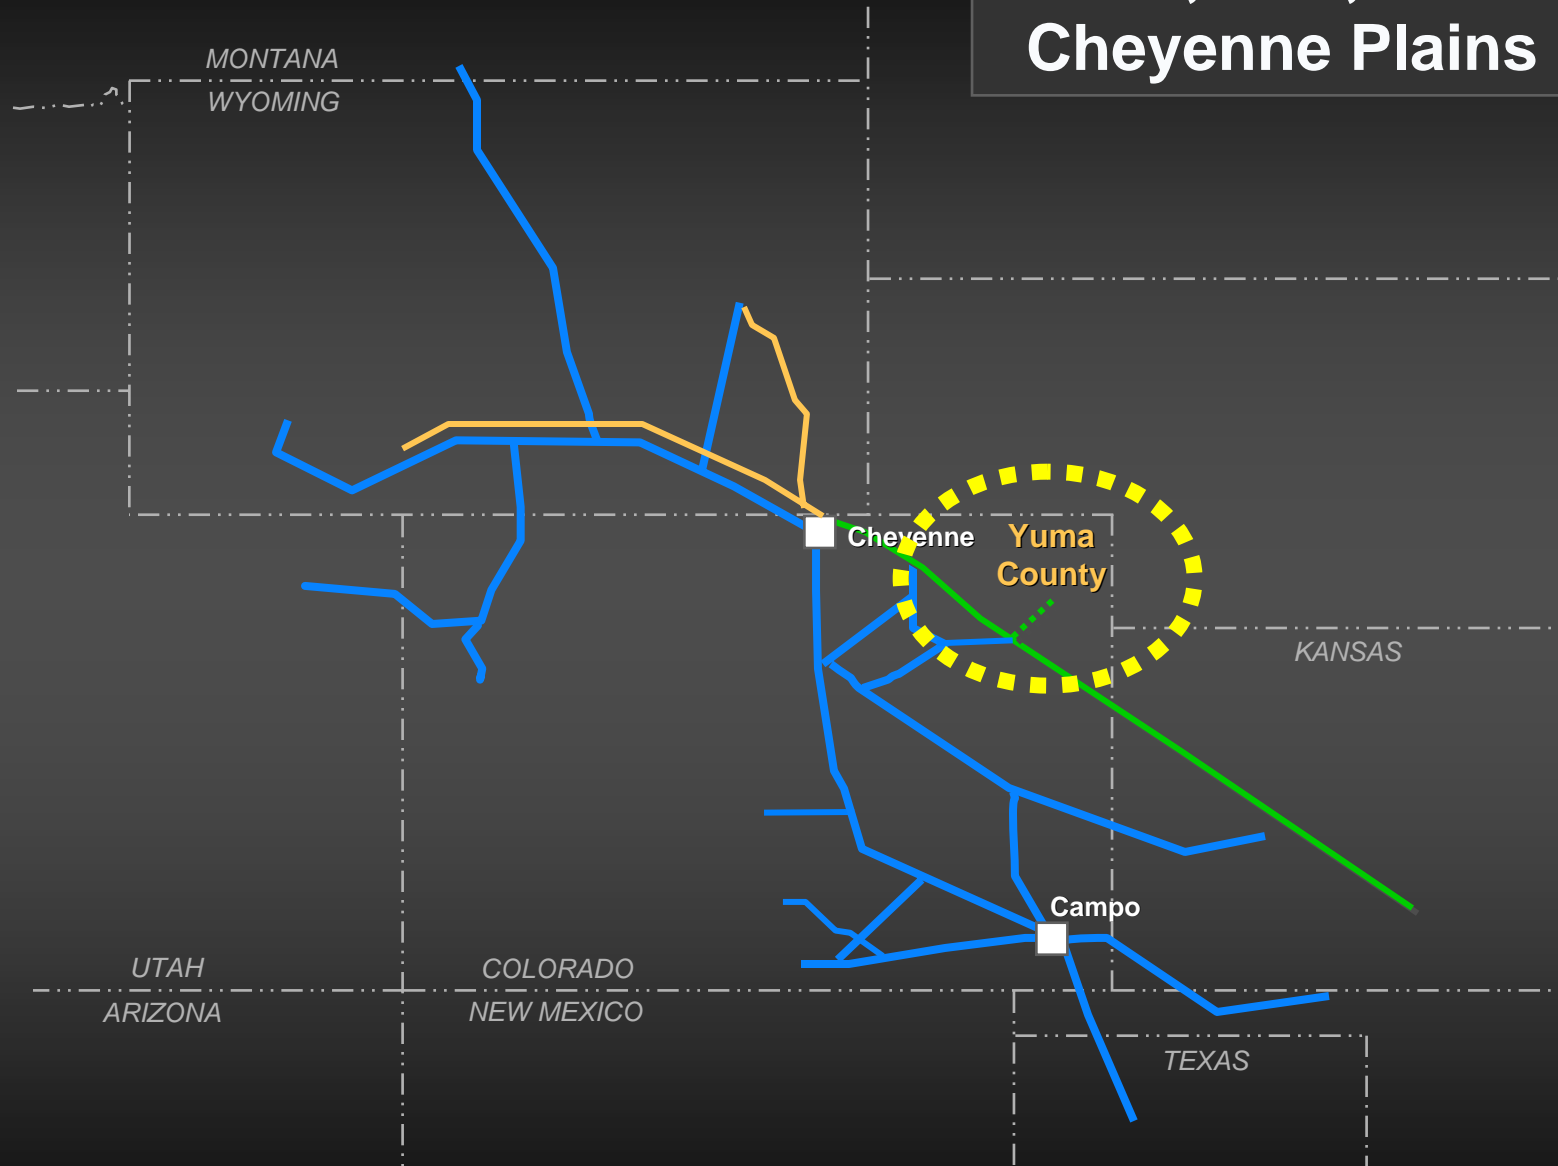 Cheyenne Plains
MONTANA
WYOMING
Cheyenne
Yuma
County
KANSAS
Campo
UTAH
COLORADO
ARIZONA
NEW MEXICO
TEXAS